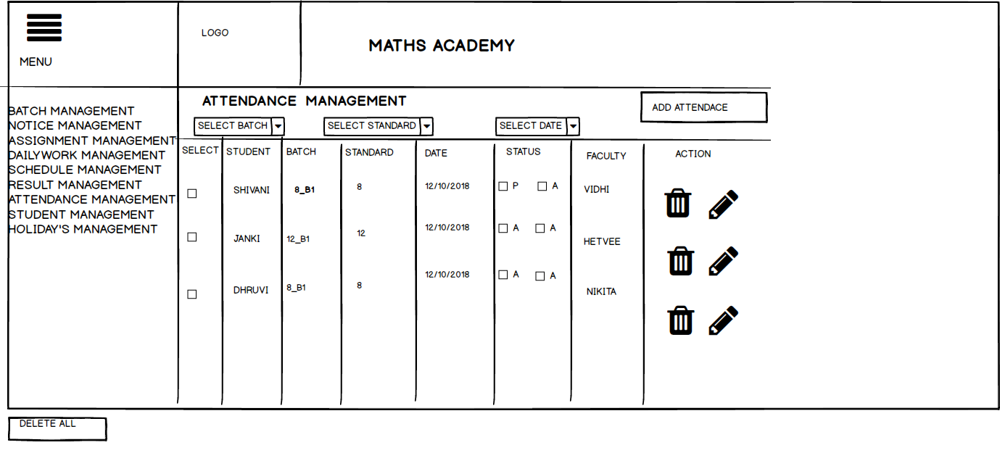 LOGO
MATHS ACADEMY
MENU
ATTENDANCE MANAGEMENT
ADD ATTENDACE
SELECT BATCH
SELECT STANDARD
SELECT DATE
BATCH MANAGEMENT
NOTICE MANAGEMENT
ASSIGNMENT MANAGEMENT
DAILYWORK MANAGEMENT
SCHEDULE MANAGEMENT
RESULT MANAGEMENT
ATTENDANCE MANAGEMENT
STUDENT MANAGEMENT
HOLIDAY'S MANAGEMENT
SELECT STUDENT BATCH STANDARD DATE STATUS FACULTY ACTION
SHIVANI 8_B1 8 12/10/2018 P A VIDHI
JANKI 12_B1 12 12/10/2018 A A HETVEE
DHRUVI 8_B1 8 12/10/2018 A A NIKITA
DELETE ALL